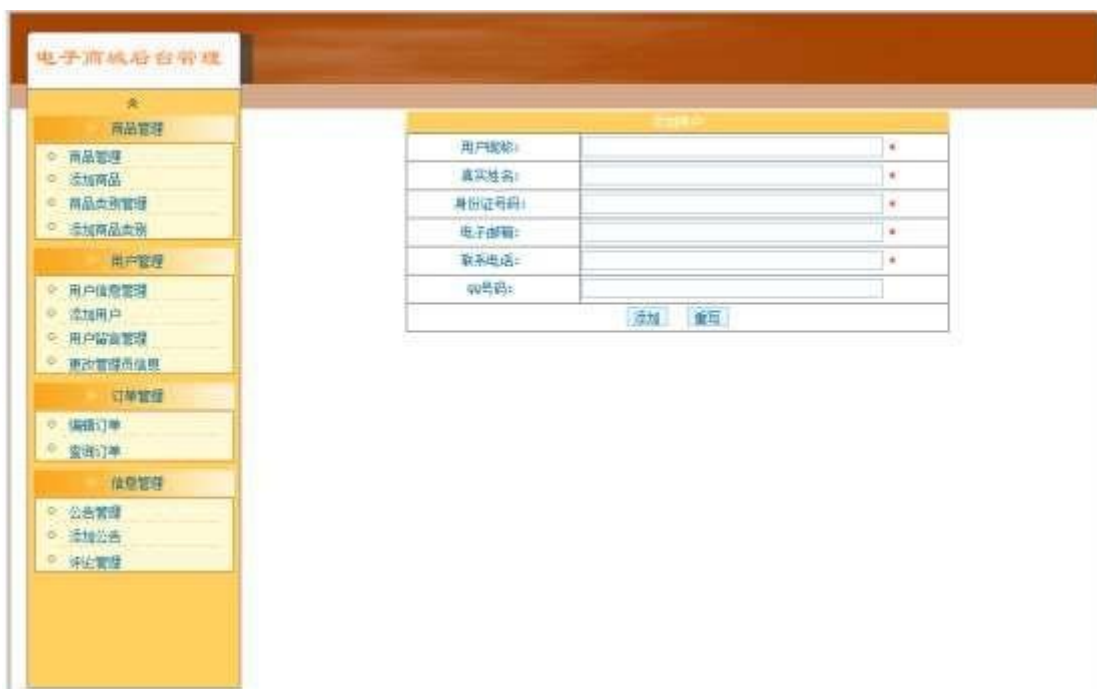 电子商城后台管理
商品管理
商品管理
添加商品
商品类别管理
添加商品类别
用户管理
用户信息管理
添加用户
用户留言管理
更改管理员信息
订单管理
编辑订单
查询订单
信息管理
公告管理
添加公告
评论管理
添加用户
用户昵称: *
真实姓名: *
身份证号码: *
电子邮箱: *
联系电话: *
QQ号码:
添加 重写